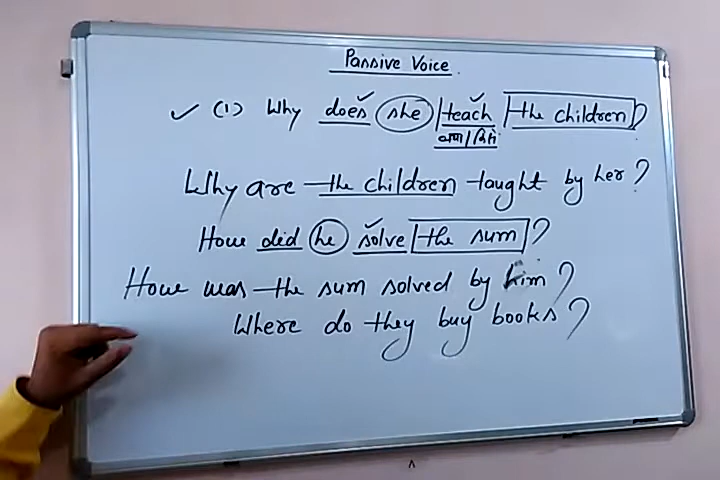 Passive Voice
(1) Why does she teach the children?
Why are the children taught by her?
How did he solve the sum?
How was the sum solved by him?
Where do they buy books?